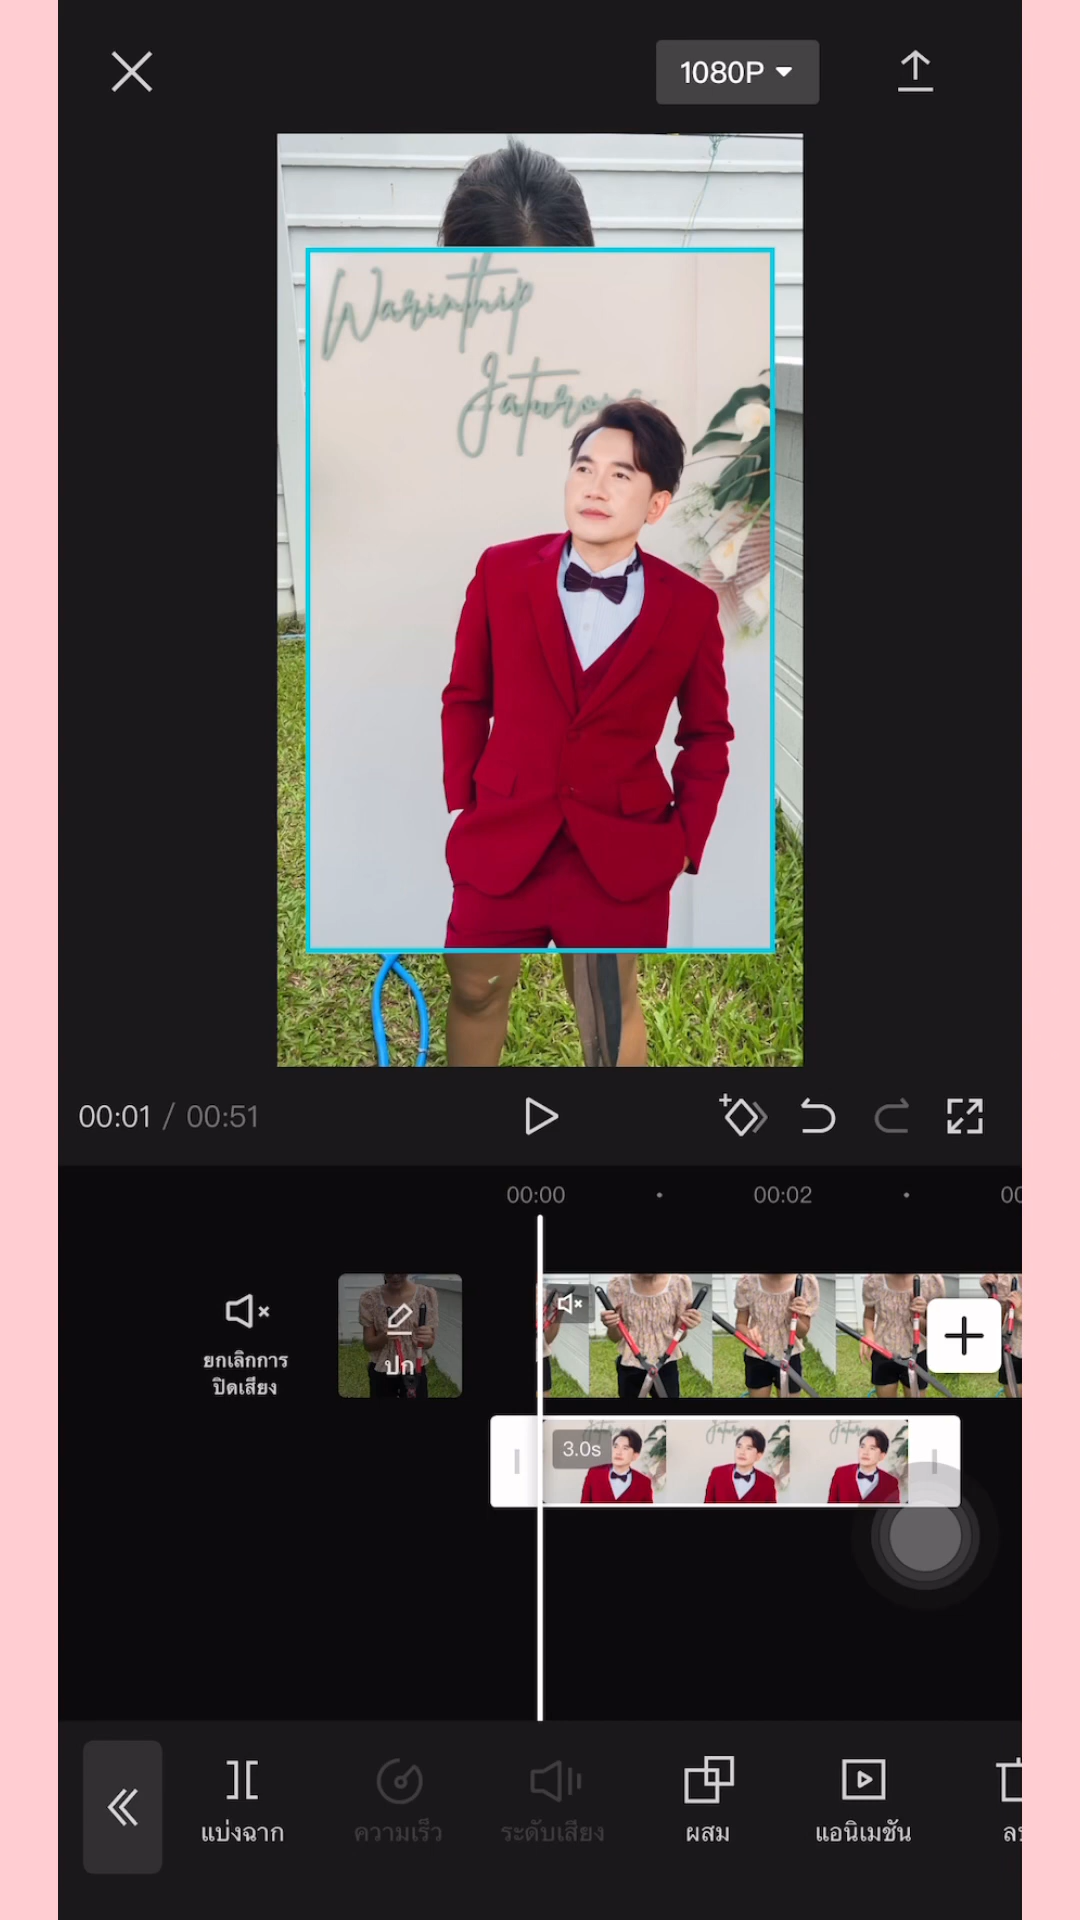 1080P
Warinthip
Jaturong
00:01 / 00:51
00:00
00:02
ยกเลิกการ
ปิดเสียง
ปก
3.0s
แบ่งฉาก
ความเร็ว
ระดับเสียง
ผสม
แอนิเมชัน